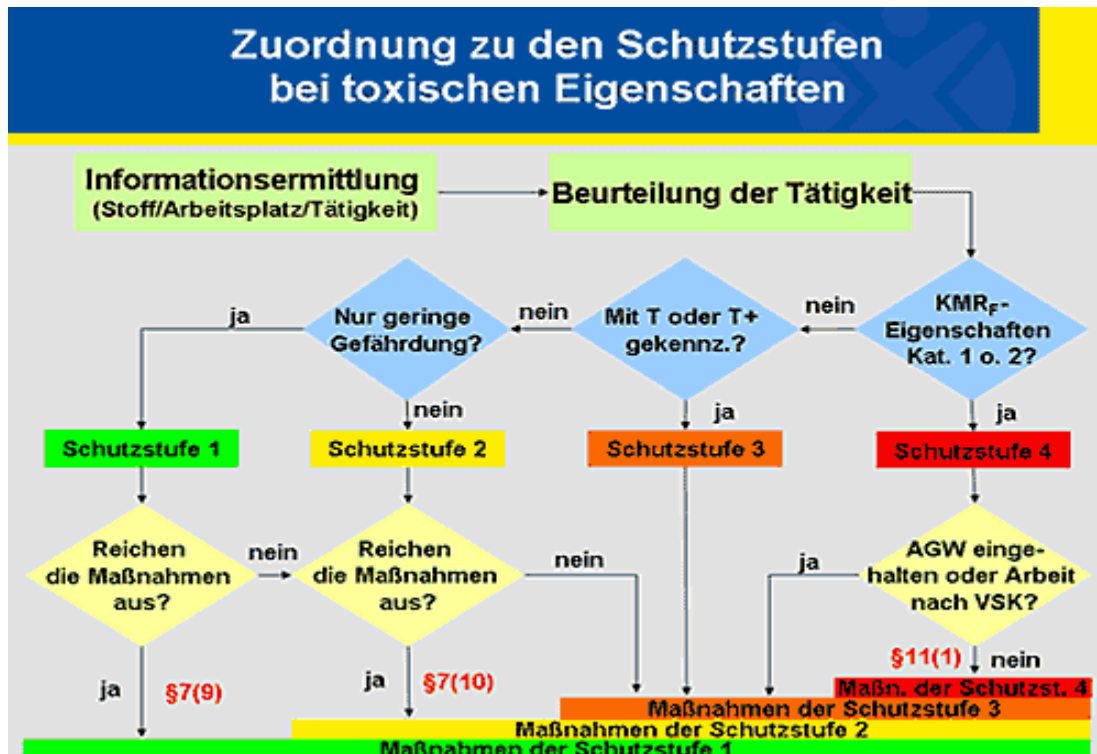 Zuordnung zu den Schutzstufen
bei toxischen Eigenschaften
Informationsermittlung
(Stoff/Arbeitsplatz/Tätigkeit)
Beurteilung der Tätigkeit
ja
Nur geringe
Gefährdung?
nein
Mit T oder T+
gekennz.?
nein
KMRF-
Eigenschaften
Kat. 1 o. 2?
nein
ja
ja
Schutzstufe 1
Schutzstufe 2
Schutzstufe 3
Schutzstufe 4
Reichen
die Maßnahmen
aus?
nein
Reichen
die Maßnahmen
aus?
nein
ja
AGW einge-
halten oder Arbeit
nach VSK?
ja
§7(9)
ja
§7(10)
§11(1)
nein
Maßn. der Schutzst. 4
Maßnahmen der Schutzstufe 3
Maßnahmen der Schutzstufe 2
Maßnahmen der Schutzstufe 1